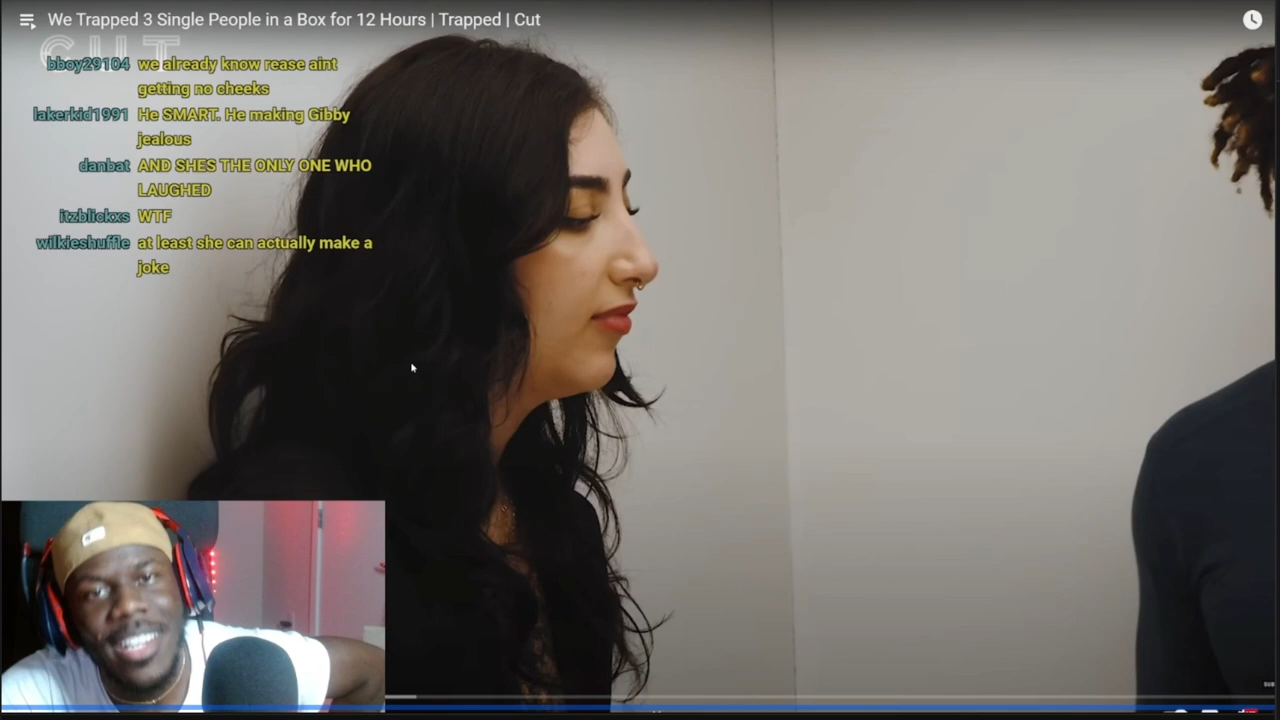 We Trapped 3 Single People in a Box for 12 Hours | Trapped | Cut
CUT
bboy29104 we already know rease aint
getting no cheeks
lakerkid1991 He SMART. He making Gibby
jealous
danbat AND SHES THE ONLY ONE WHO
LAUGHED
itzblickxs WTF
wilkieshuffle at least she can actually make a
joke